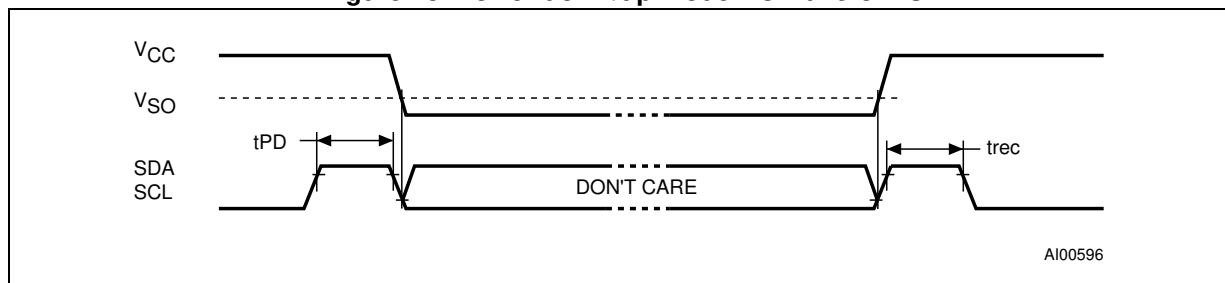 VCC
VSO
tPD
trec
SDA
SCL
DON'T CARE
AI00596